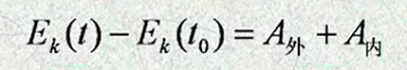 E_k(t) - E_k(t_0) = A_外 + A_内